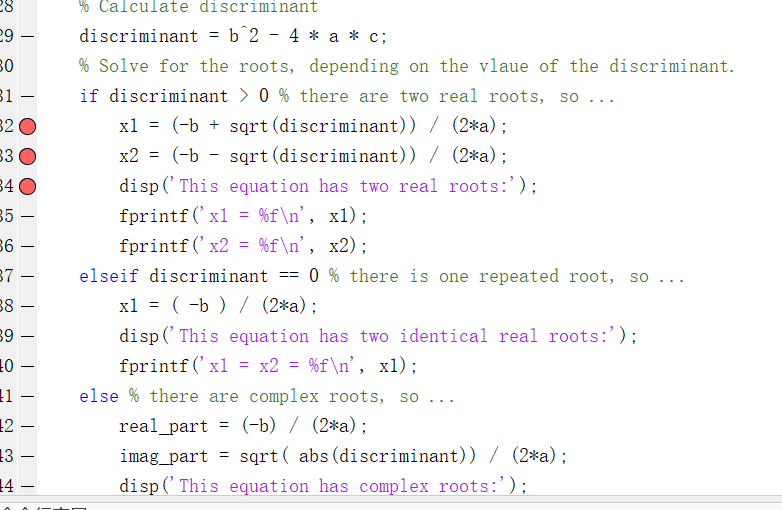 28 % Calculate discriminant
29 — discriminant = b^2 - 4 * a * c;
30 % Solve for the roots, depending on the vlaue of the discriminant.
31 — if discriminant > 0 % there are two real roots, so ...
32 x1 = (-b + sqrt(discriminant)) / (2*a);
33 x2 = (-b - sqrt(discriminant)) / (2*a);
34 disp('This equation has two real roots:');
35 — fprintf('x1 = %f\n', x1);
36 — fprintf('x2 = %f\n', x2);
37 — elseif discriminant == 0 % there is one repeated root, so ...
38 — x1 = ( -b ) / (2*a);
39 — disp('This equation has two identical real roots:');
40 — fprintf('x1 = x2 = %f\n', x1);
41 — else % there are complex roots, so ...
42 — real_part = (-b) / (2*a);
43 — imag_part = sqrt( abs(discriminant)) / (2*a);
44 — disp('This equation has complex roots:');